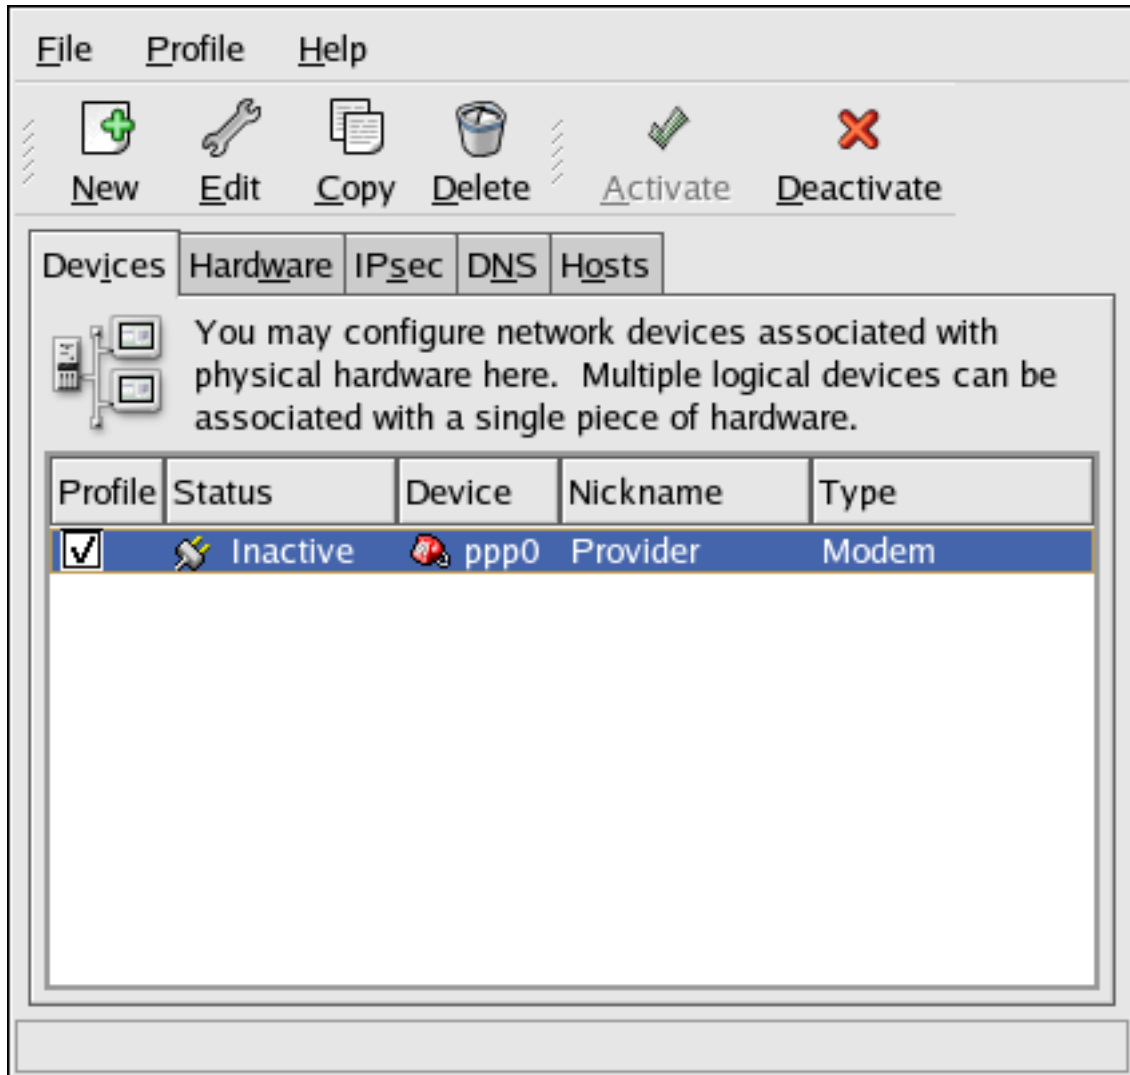 File Profile Help
New Edit Copy Delete Activate Deactivate
Devices Hardware IPsec DNS Hosts
You may configure network devices associated with
physical hardware here.  Multiple logical devices can be
associated with a single piece of hardware.
Profile Status Device Nickname Type
Inactive ppp0 Provider Modem